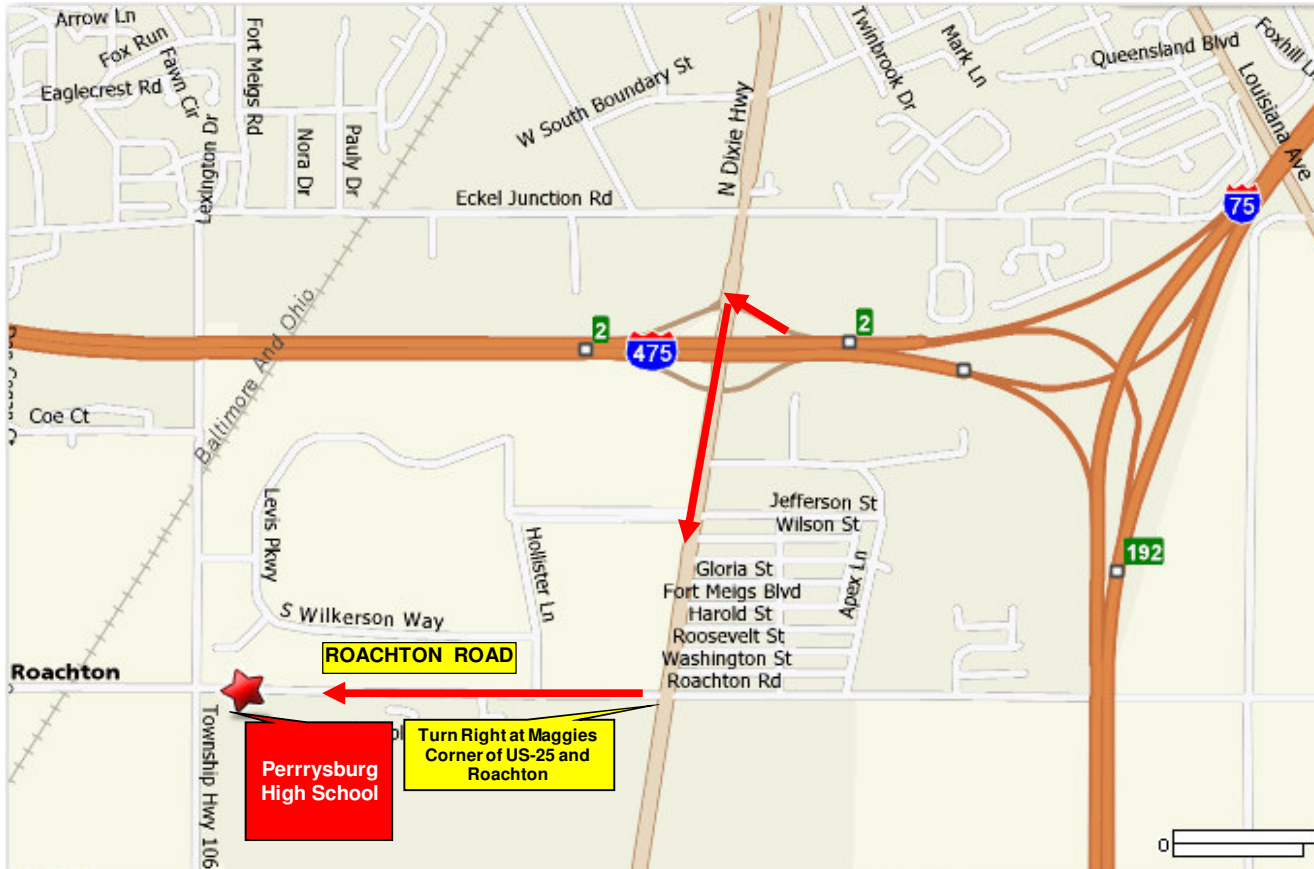 Arrow Ln
Fox Run
Fawn Cir
Eaglecrest Rd
Lexington Dr
Fort Meigs Rd
Nora Dr
Pauly Dr
W South Boundary St
N Dixie Hwy
Twinbrook Dr
Mark Ln
Queensland Blvd
Foxhill
Louisiana Ave
Eckel Junction Rd
75
2
475
2
Baltimore And Ohio
Coe Ct
Levis Pkwy
Hollister Ln
Jefferson St
Wilson St
192
Gloria St
Fort Meigs Blvd
Apex Ln
Harold St
S Wilkerson Way
Roosevelt St
Washington St
ROACHTON ROAD
Roachton
Roachton Rd
Township Hwy 106
Perrrysburg
High School
Turn Right at Maggies
Corner of US-25 and
Roachton
0